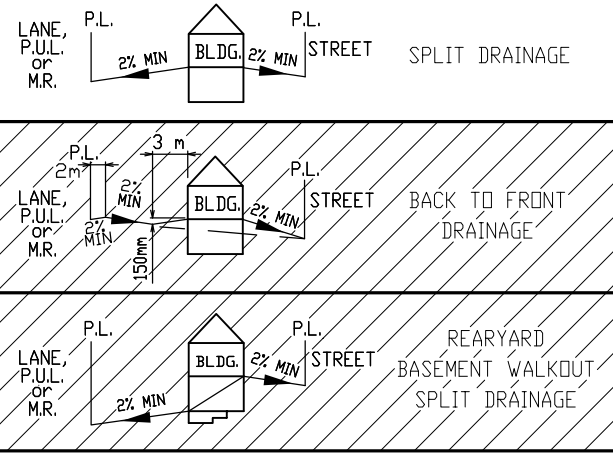 P.L.
P.L.
LANE,
P.U.L.
or
M.R.
2% MIN
BLDG.
2% MIN
STREET
SPLIT DRAINAGE
3 m
P.L.
2m
2% MIN
LANE,
P.U.L.
or
M.R.
2% MIN
150mm
BLDG.
2% MIN
P.L.
STREET
BACK TO FRONT
DRAINAGE
P.L.
P.L.
LANE,
P.U.L.
or
M.R.
2% MIN
BLDG.
2% MIN
STREET
REARYARD
BASEMENT WALKOUT
SPLIT DRAINAGE